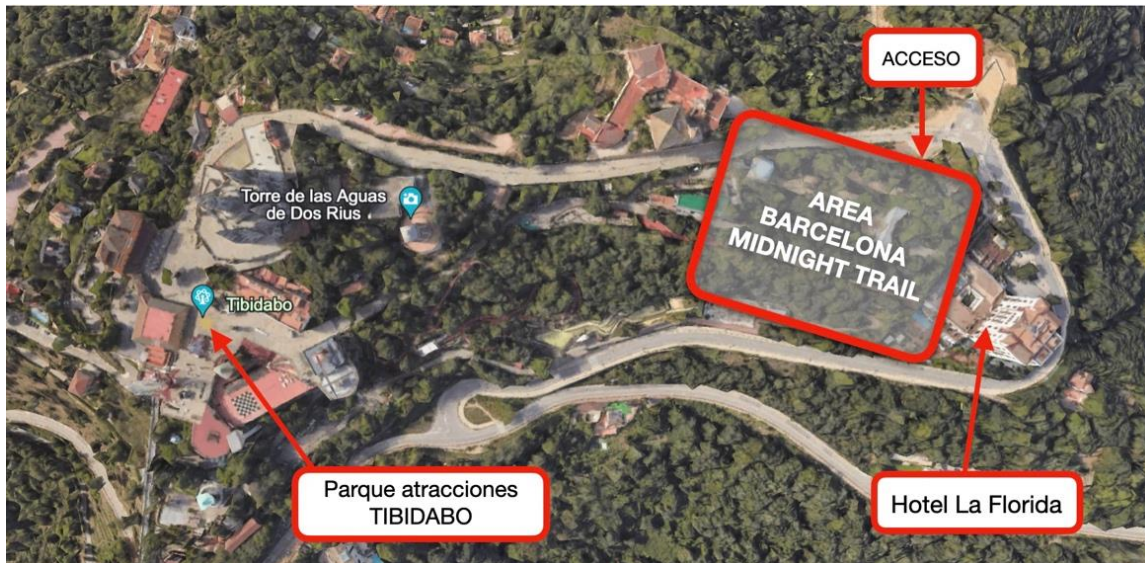 ACCESO
AREA
BARCELONA
MIDNIGHT TRAIL
Torre de las Aguas
de Dos Rius
Tibidabo
Parque atracciones
TIBIDABO
Hotel La Florida